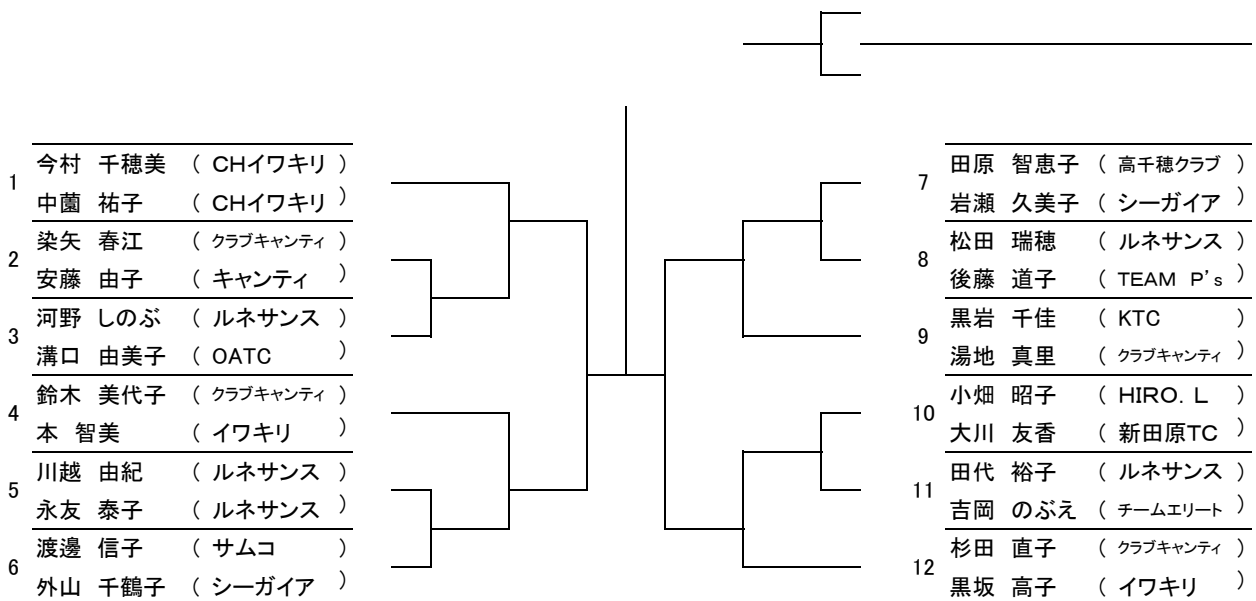 1
今村 千穂美 ( CHイワキリ )
中薗 祐子 ( CHイワキリ )
2
染矢 春江 ( クラブキャンティ )
安藤 由子 ( キャンティ )
3
河野 しのぶ ( ルネサンス )
溝口 由美子 ( OATC )
4
鈴木 美代子 ( クラブキャンティ )
本 智美 ( イワキリ )
5
川越 由紀 ( ルネサンス )
永友 泰子 ( ルネサンス )
6
渡邊 信子 ( サムコ )
外山 千鶴子 ( シーガイア )
7
田原 智恵子 ( 高千穂クラブ )
岩瀬 久美子 ( シーガイア )
8
松田 瑞穂 ( ルネサンス )
後藤 道子 ( TEAM P's )
9
黒岩 千佳 ( KTC )
湯地 真里 ( クラブキャンティ )
10
小畑 昭子 ( HIRO. L )
大川 友香 ( 新田原TC )
11
田代 裕子 ( ルネサンス )
吉岡 のぶえ ( チームエリート )
12
杉田 直子 ( クラブキャンティ )
黒坂 高子 ( イワキリ )